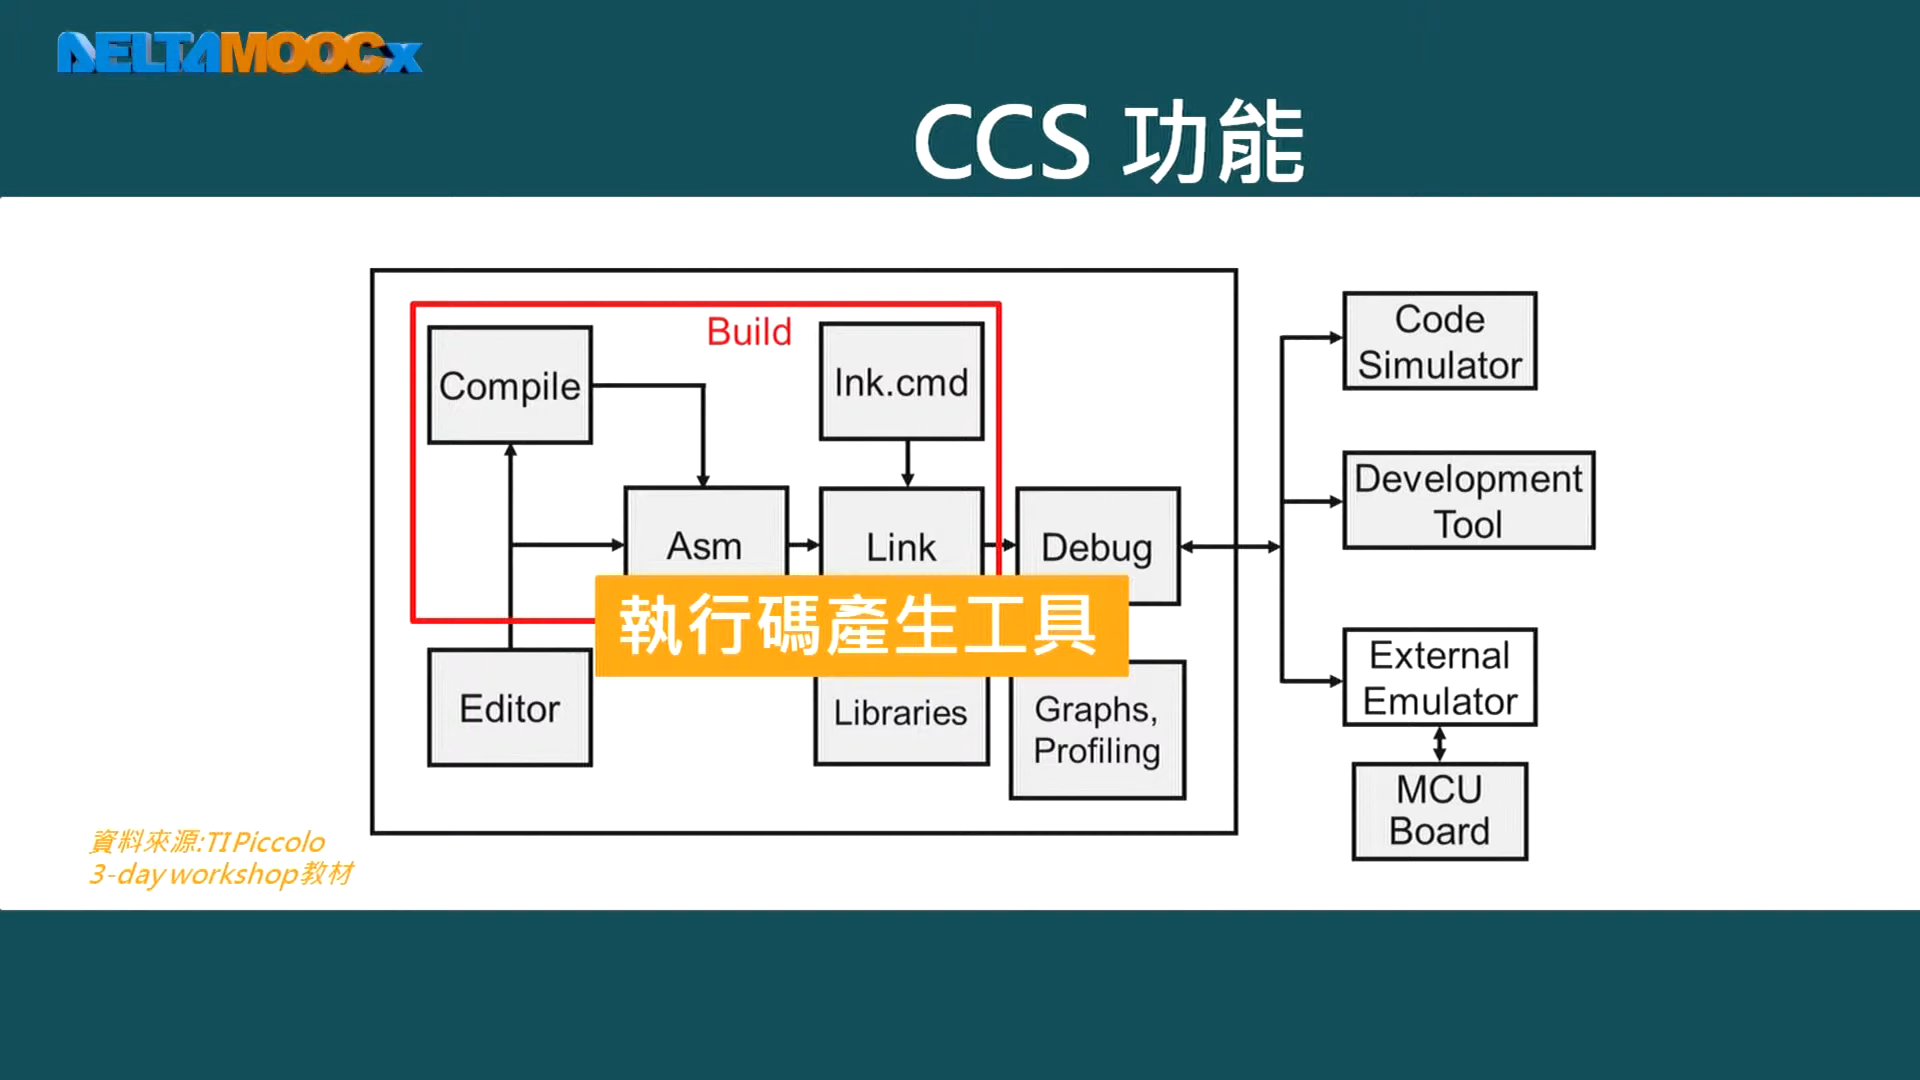 DELTAMOOCx
CCS 功能
Build
Compile
lnk.cmd
Asm
Link
Debug
執行碼產生工具
Editor
Libraries
Graphs,
Profiling
Code
Simulator
Development
Tool
External
Emulator
MCU
Board
資料來源:TI Piccolo
3-day workshop教材